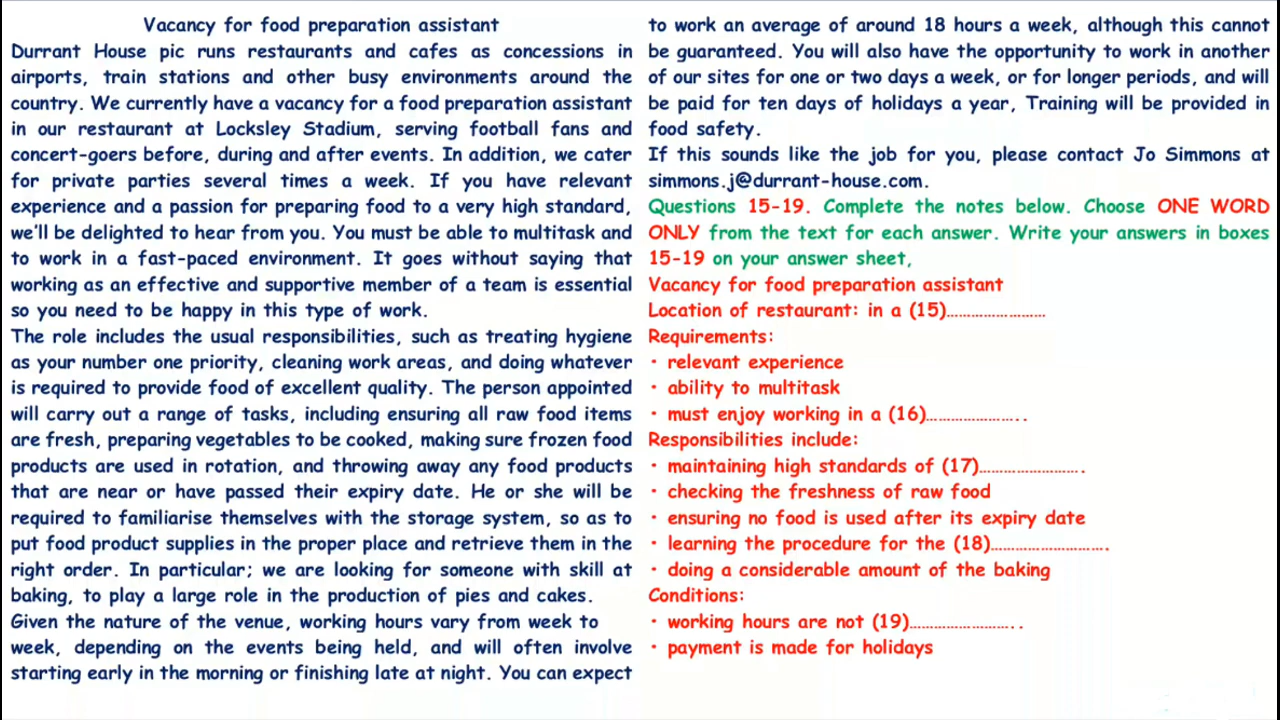 Vacancy for food preparation assistant
Durrant House pic runs restaurants and cafes as concessions in
airports, train stations and other busy environments around the
country. We currently have a vacancy for a food preparation assistant
in our restaurant at Locksley Stadium, serving football fans and
concert-goers before, during and after events. In addition, we cater
for private parties several times a week. If you have relevant
experience and a passion for preparing food to a very high standard,
we'll be delighted to hear from you. You must be able to multitask and
to work in a fast-paced environment. It goes without saying that
working as an effective and supportive member of a team is essential
so you need to be happy in this type of work.
The role includes the usual responsibilities, such as treating hygiene
as your number one priority, cleaning work areas, and doing whatever
is required to provide food of excellent quality. The person appointed
will carry out a range of tasks, including ensuring all raw food items
are fresh, preparing vegetables to be cooked, making sure frozen food
products are used in rotation, and throwing away any food products
that are near or have passed their expiry date. He or she will be
required to familiarise themselves with the storage system, so as to
put food product supplies in the proper place and retrieve them in the
right order. In particular; we are looking for someone with skill at
baking, to play a large role in the production of pies and cakes.
Given the nature of the venue, working hours vary from week to
week, depending on the events being held, and will often involve
starting early in the morning or finishing late at night. You can expect
to work an average of around 18 hours a week, although this cannot
be guaranteed. You will also have the opportunity to work in another
of our sites for one or two days a week, or for longer periods, and will
be paid for ten days of holidays a year, Training will be provided in
food safety.
If this sounds like the job for you, please contact Jo Simmons at
simmons.j@durrant-house.com.
Questions 15-19. Complete the notes below. Choose ONE WORD
ONLY from the text for each answer. Write your answers in boxes
15-19 on your answer sheet,
Vacancy for food preparation assistant
Location of restaurant: in a (15)……………………
Requirements:
• relevant experience
• ability to multitask
• must enjoy working in a (16)…………………..
Responsibilities include:
• maintaining high standards of (17)…………………….
• checking the freshness of raw food
• ensuring no food is used after its expiry date
• learning the procedure for the (18)……………………….
• doing a considerable amount of the baking
Conditions:
• working hours are not (19)……………………..
• payment is made for holidays